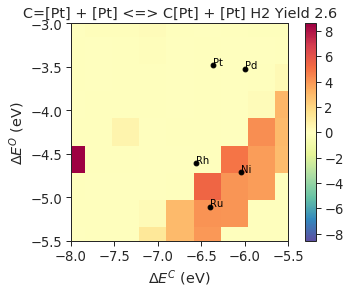 C=[Pt] + [Pt] <=> C[Pt] + [Pt] H2 Yield 2.6
−3.0
−3.5
−4.0
−4.5
−5.0
−5.5
ΔE^O (eV)
Pt
Pd
Rh
Ni
Ru
−8.0 −7.5 −7.0 −6.5 −6.0 −5.5
ΔE^C (eV)
8
6
4
2
0
−2
−4
−6
−8